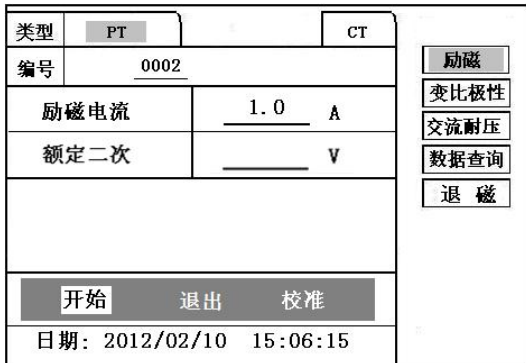 类型 PT CT
编号 0002
励磁电流 1.0 A
额定二次 V
开始 退出 校准
日期: 2012/02/10 15:06:15
励磁
变比极性
交流耐压
数据查询
退 磁